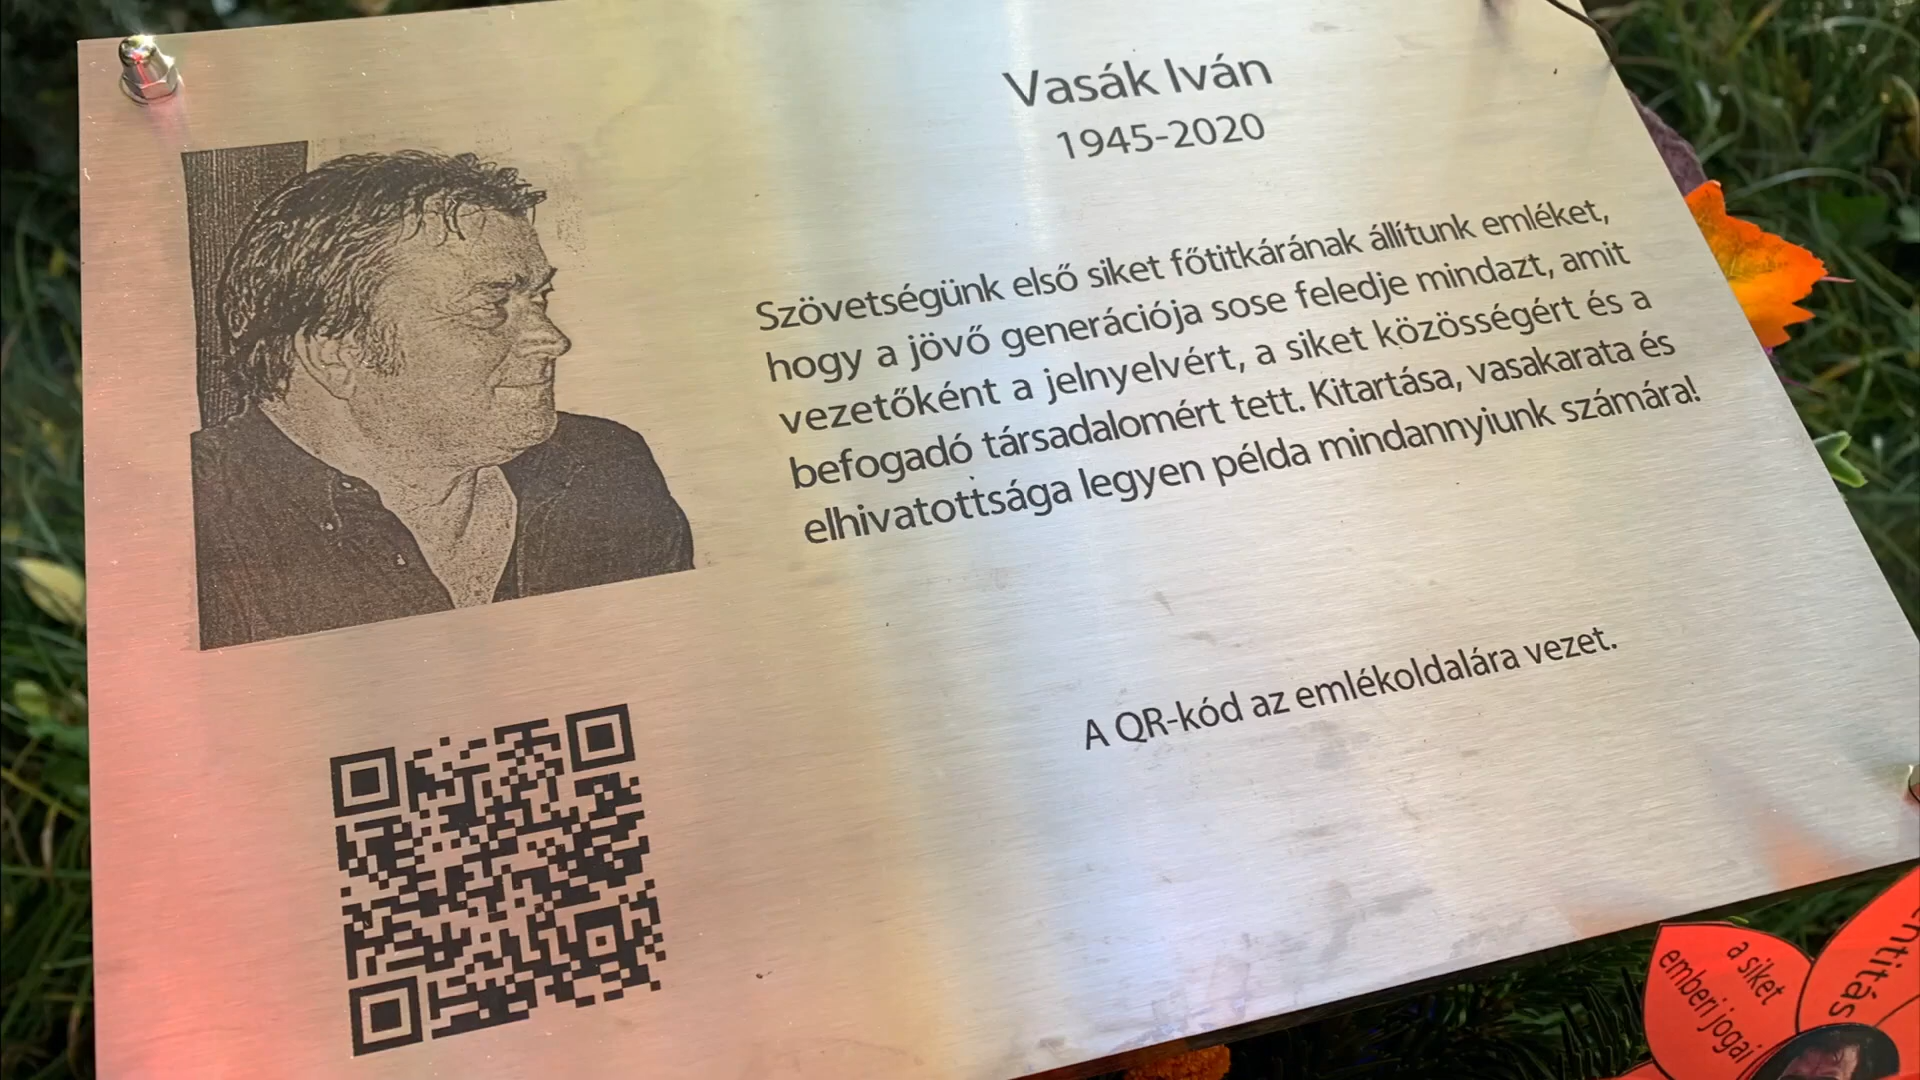 Vasák Iván
1945-2020
Szövetségünk első siket főtitkárának állítunk emléket,
hogy a jövő generációja sose feledje mindazt, amit
vezetőként a jelnyelvért, a siket közösségért és a
befogadó társadalomért tett. Kitartása, vasakarata és
elhivatottsága legyen példa mindannyiunk számára!
A QR-kód az emlékoldalára vezet.
a siket
emberi jogai